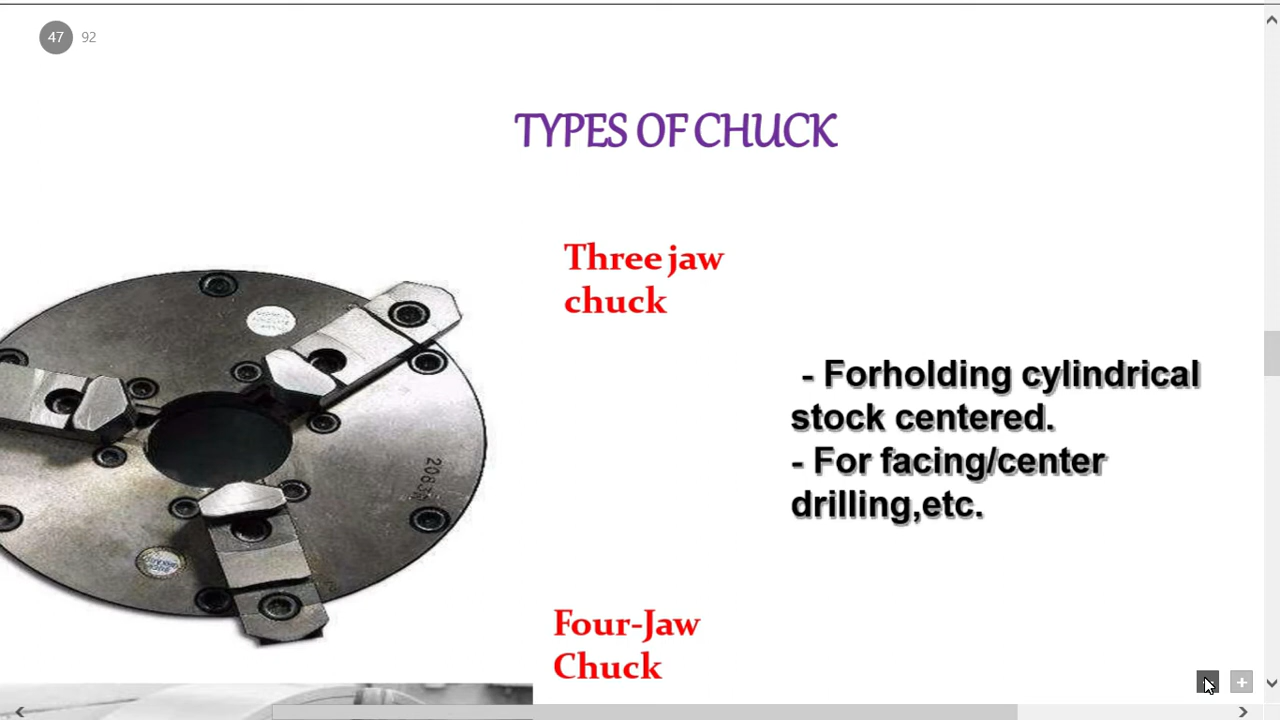 47 92
TYPES OF CHUCK
Three jaw
chuck
- Forholding cylindrical
stock centered.
- For facing/center
drilling,etc.
Four-Jaw
Chuck